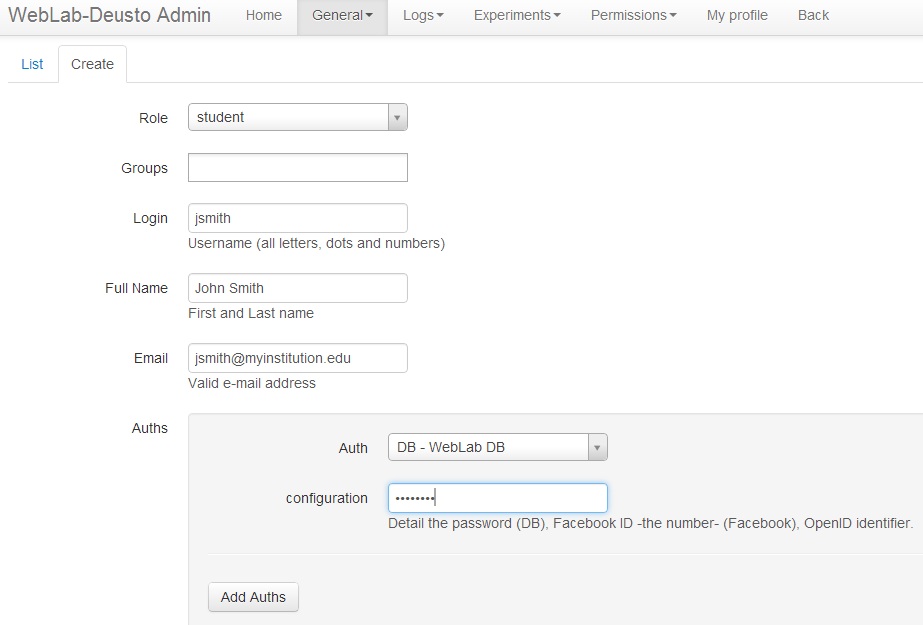 WebLab-Deusto Admin Home General Logs Experiments Permissions My profile Back
List Create
Role student
Groups
Login jsmith
Username (all letters, dots and numbers)
Full Name John Smith
First and Last name
Email jsmith@myinstitution.edu
Valid e-mail address
Auths
Auth DB - WebLab DB
configuration ••••••••
Detail the password (DB), Facebook ID -the number- (Facebook), OpenID identifier.
Add Auths